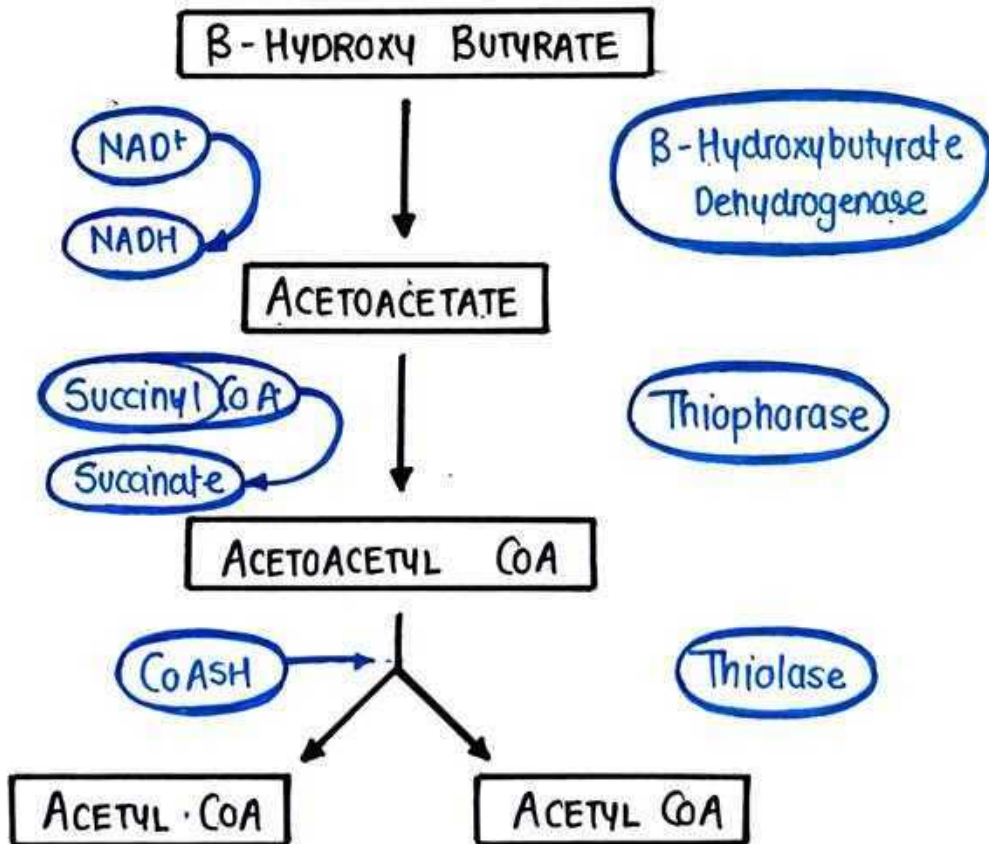 B-HYDROXY BUTYRATE
NAD+
NADH
B-Hydroxybutyrate
Dehydrogenase
ACETOACETATE
Succinyl CoA
Succinate
Thiophorase
ACETOACETYL COA
COASH
Thiolase
ACETYL · COA
ACETYL COA